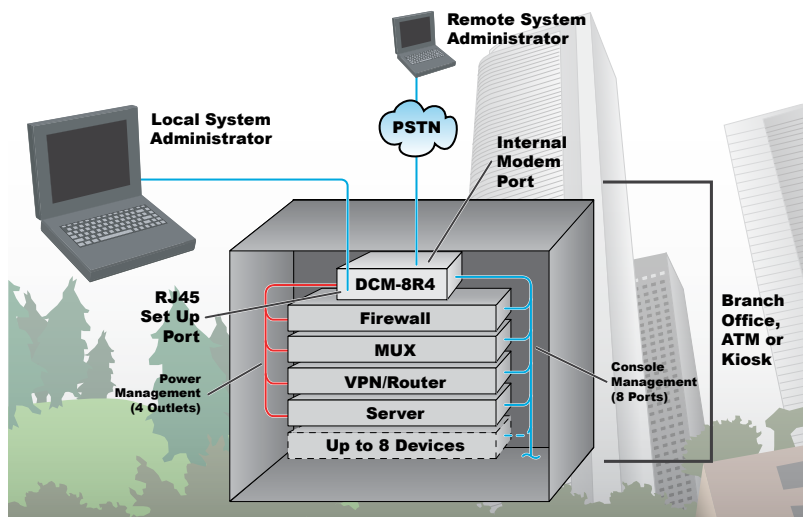 Remote System
Administrator
Local System
Administrator
PSTN
Internal
Modem
Port
DCM-8R4
RJ45
Set Up
Port
Firewall
MUX
VPN/Router
Server
Up to 8 Devices
Power
Management
(4 Outlets)
Console
Management
(8 Ports)
Branch
Office,
ATM or
Kiosk